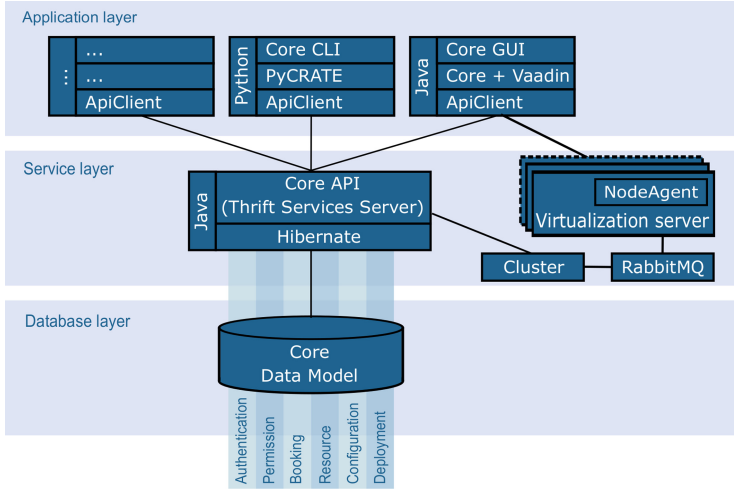 Application layer
...
...
...
ApiClient
Python
Core CLI
PyCRATE
ApiClient
Java
Core GUI
Core + Vaadin
ApiClient
Service layer
Java
Core API
(Thrift Services Server)
Hibernate
NodeAgent
Virtualization server
Cluster
RabbitMQ
Database layer
Core
Data Model
Authentication
Permission
Booking
Resource
Configuration
Deployment